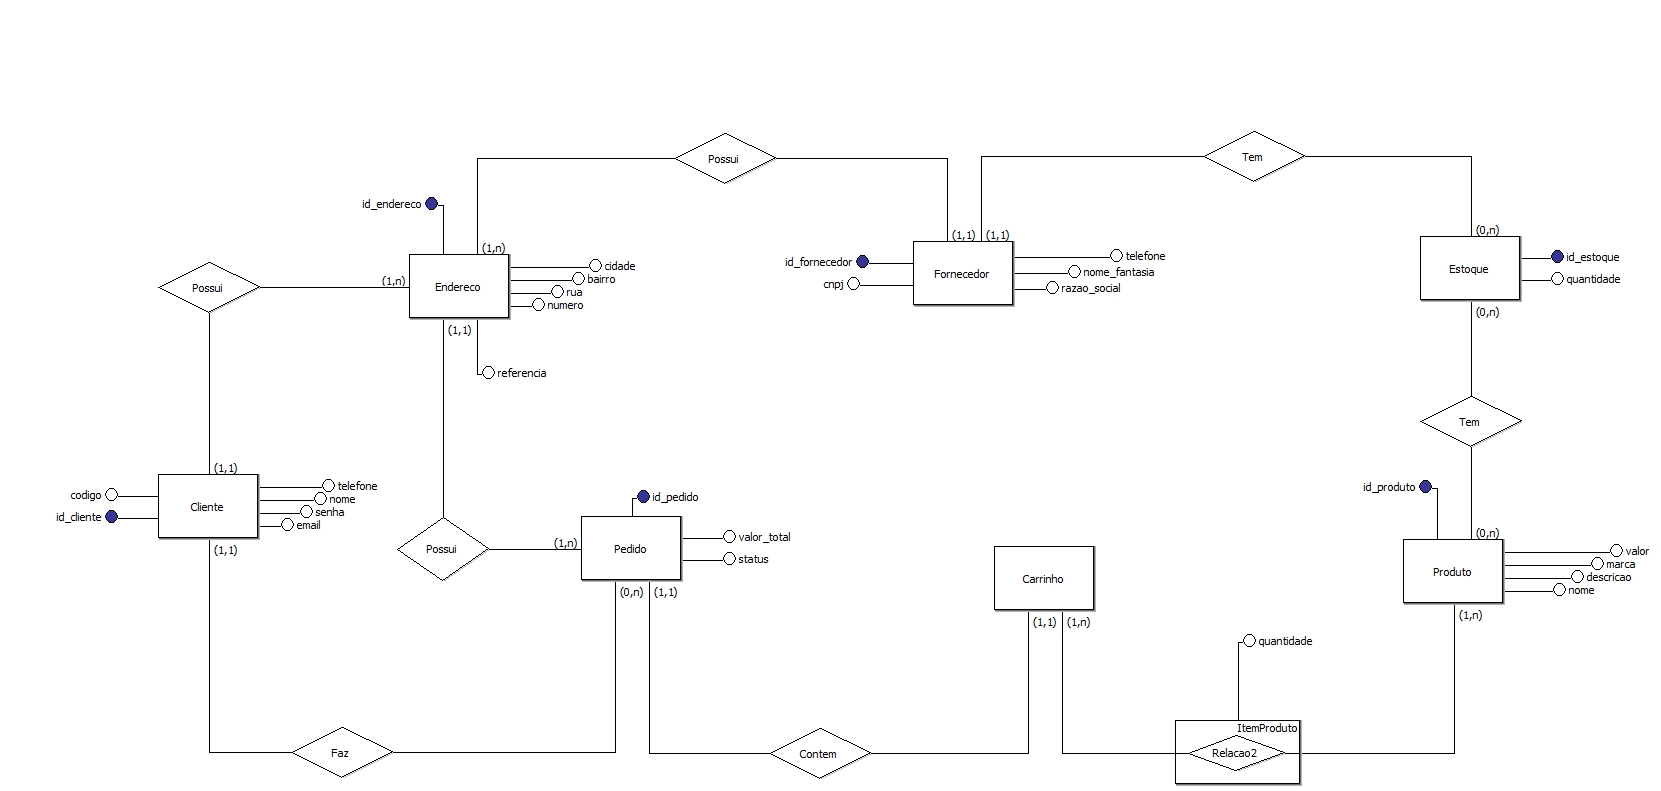 Possui
Tem
id_endereco
(1,n)
(1,1)
(1,1)
(0,n)
Endereco
cidade
bairro
rua
numero
id_fornecedor
cnpj
Fornecedor
telefone
nome_fantasia
razao_social
Estoque
id_estoque
quantidade
Possui
(1,n)
(1,1)
(0,n)
referencia
Tem
(1,1)
codigo
id_cliente
Cliente
telefone
nome
senha
email
(1,1)
id_pedido
id_produto
Possui
(1,n)
Pedido
valor_total
status
(0,n)
(1,1)
Carrinho
(1,1)
(1,n)
(0,n)
Produto
valor
marca
descricao
nome
(1,n)
quantidade
Faz
Contem
ItemProduto
Relacao2